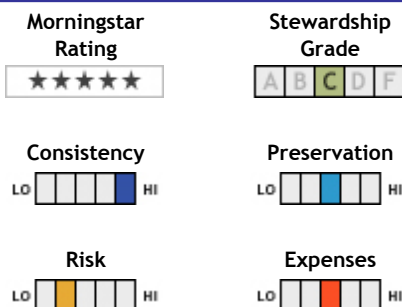 Morningstar
Rating
★★★★★
Stewardship
Grade
A B C D F
Consistency
LO HI
Preservation
LO HI
Risk
LO HI
Expenses
LO HI